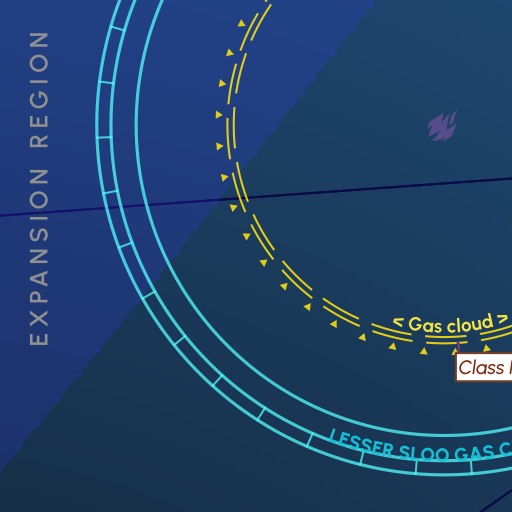 EXPANSION REGION
< Gas cloud >
Class
LESSER SLOO GAS